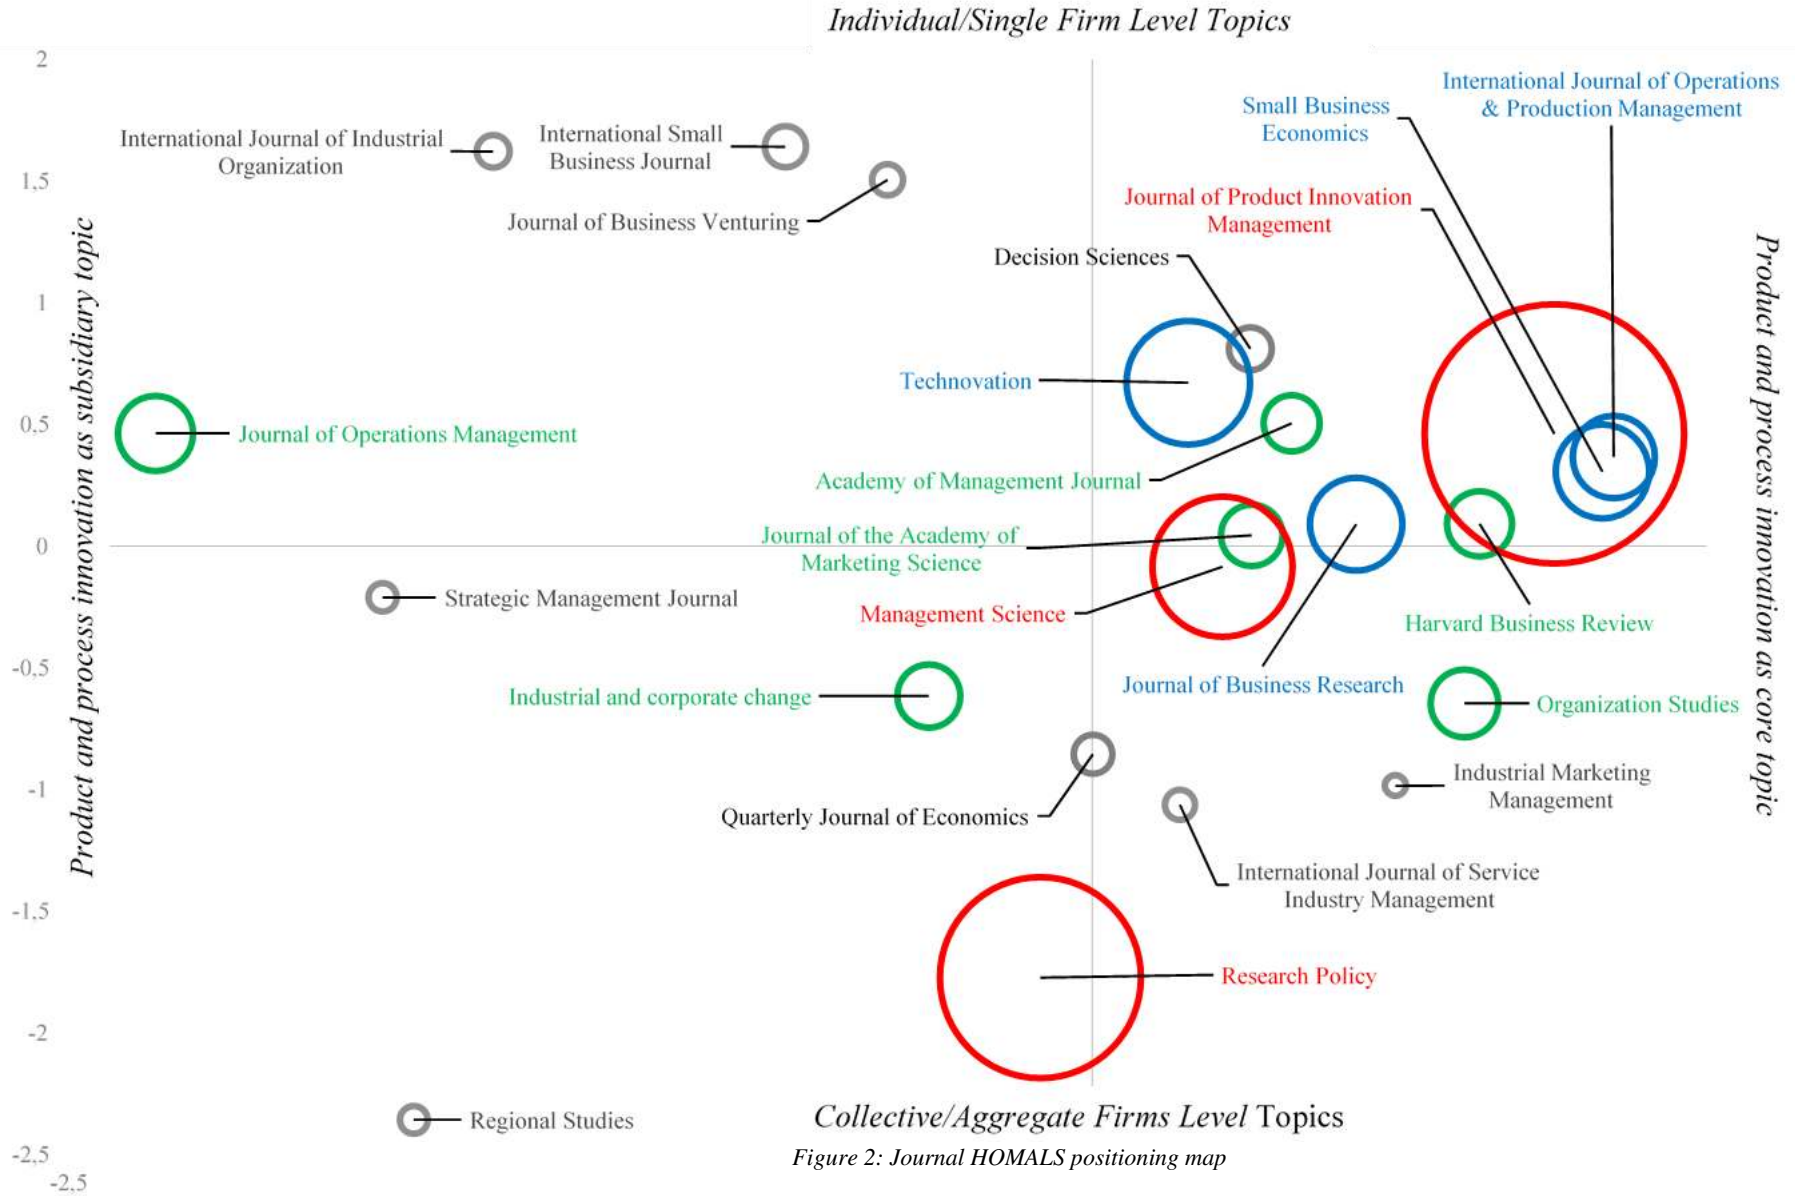 Individual/Single Firm Level Topics
2
International Journal of Operations
& Production Management
Small Business
Economics
International Journal of Industrial
Organization
International Small
Business Journal
1,5
Journal of Product Innovation
Management
Journal of Business Venturing
Product and process innovation as subsidiary topic
Product and process innovation as core topic
Decision Sciences
1
Technovation
0,5
Journal of Operations Management
Academy of Management Journal
Journal of the Academy of
Marketing Science
0
Strategic Management Journal
Management Science
Harvard Business Review
-0,5
Journal of Business Research
Industrial and corporate change
Organization Studies
Industrial Marketing
Management
-1
Quarterly Journal of Economics
International Journal of Service
Industry Management
-1,5
Research Policy
-2
Collective/Aggregate Firms Level Topics
Regional Studies
-2,5
Figure 2: Journal HOMALS positioning map
-2,5